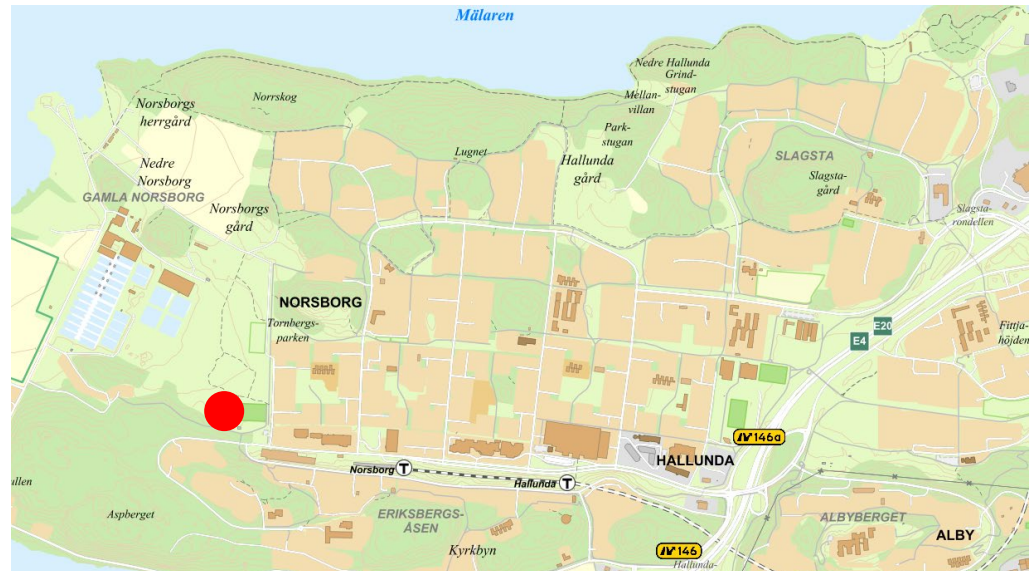 Mälaren
Nedre Hallunda
Grind-
stugan
Mellan-
villan
Norrskog
Norsborgs
herrgård
Park-
stugan
Lugnet
Hallunda
gård
SLAGSTA
Slagsta-
gård
Nedre
Norsborg
GAMLA NORSBORG
Norsborgs
gård
Slagsta-
rondellen
NORSBORG
Tornbergs-
parken
E20
E4
Fittja-
höjden
146a
HALLUNDA
Norsborg T
Hallunda T
ullen
Aspberget
ERIKSBERGS-
ÅSEN
ALBYBERGET
ALBY
Kyrkbyn
146
Hallunda-